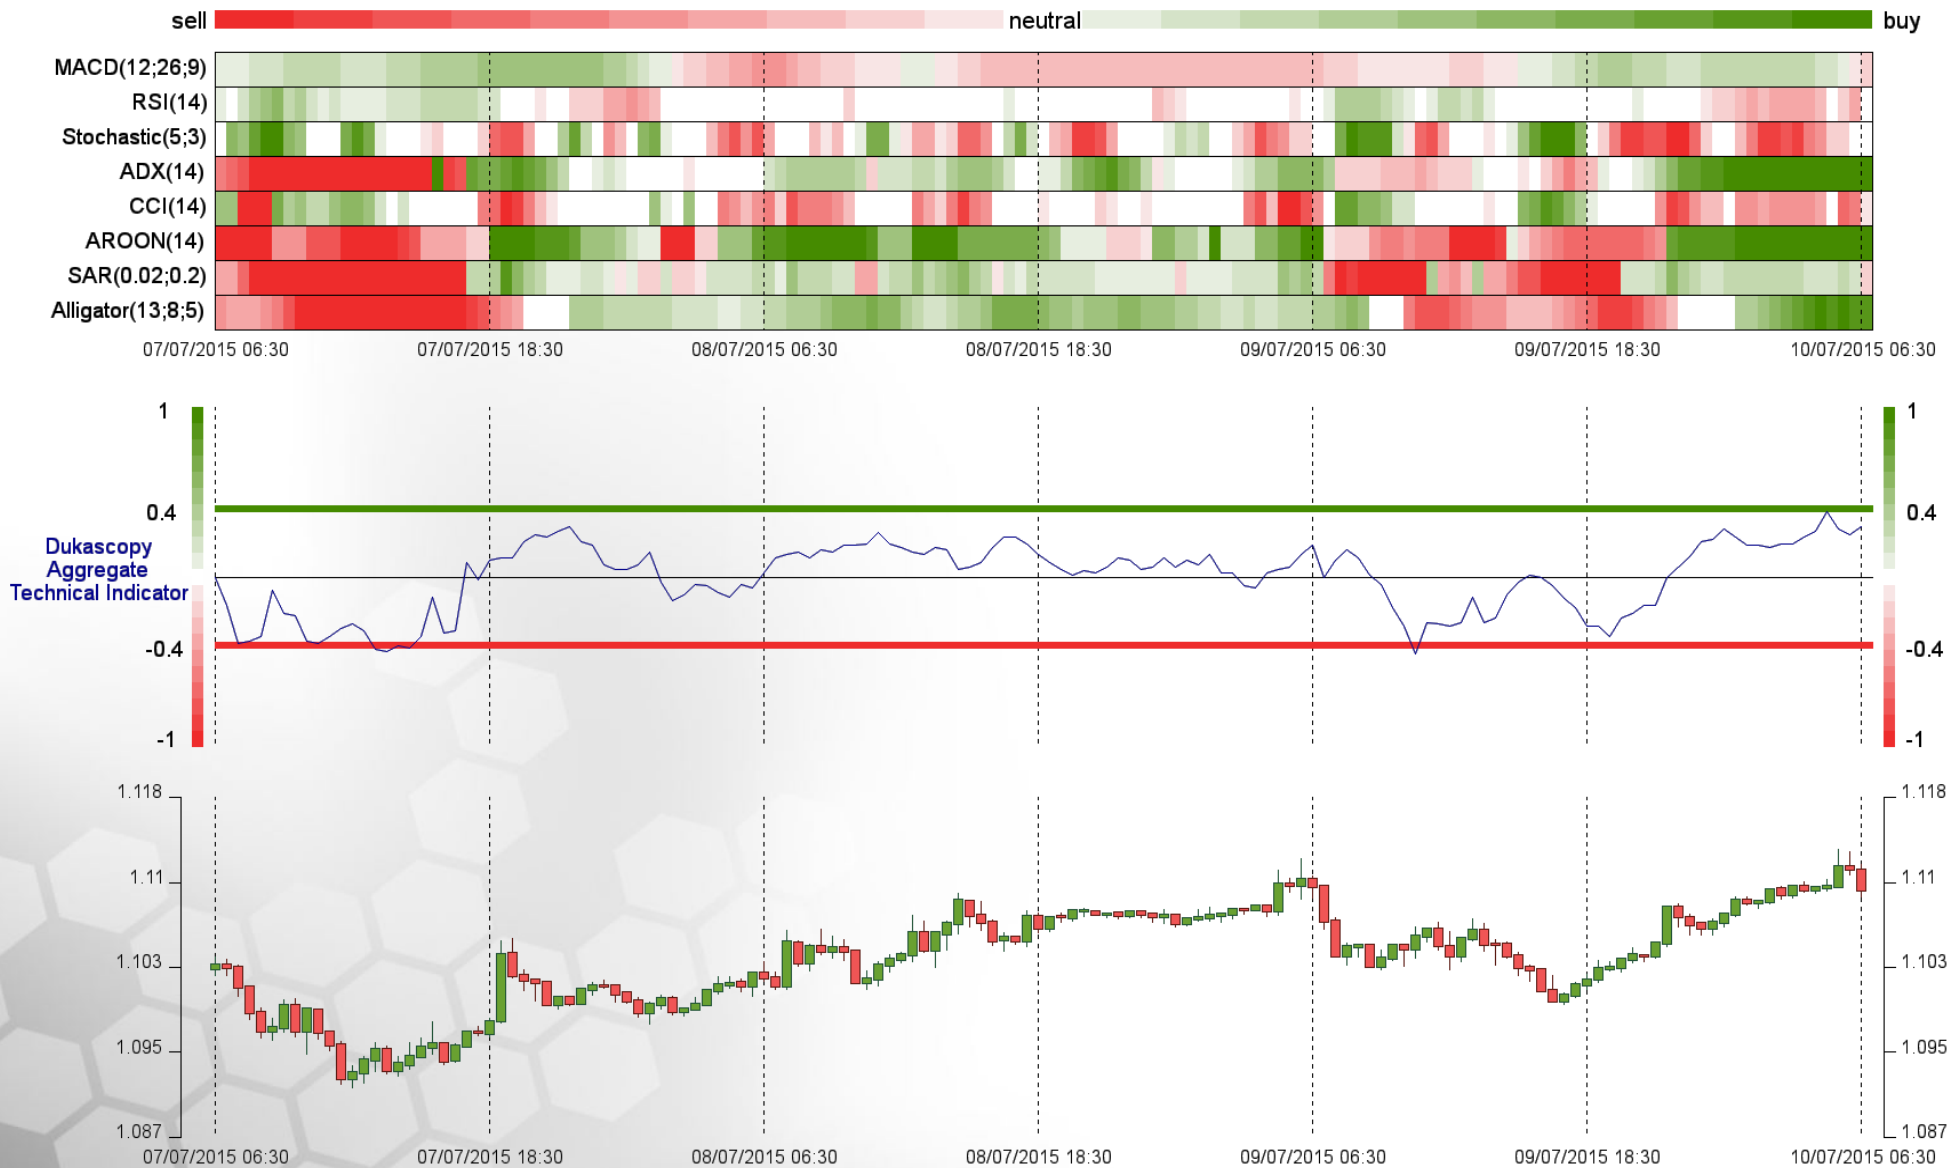 sell neutral buy
MACD(12;26;9)
RSI(14)
Stochastic(5;3)
ADX(14)
CCI(14)
AROON(14)
SAR(0.02;0.2)
Alligator(13;8;5)
07/07/2015 06:30 07/07/2015 18:30 08/07/2015 06:30 08/07/2015 18:30 09/07/2015 06:30 09/07/2015 18:30 10/07/2015 06:30
1 1
0.4 0.4
Dukascopy
Aggregate
Technical Indicator
-0.4 -0.4
-1 -1
1.118 1.118
1.11 1.11
1.103 1.103
1.095 1.095
1.087 1.087
07/07/2015 06:30 07/07/2015 18:30 08/07/2015 06:30 08/07/2015 18:30 09/07/2015 06:30 09/07/2015 18:30 10/07/2015 06:30